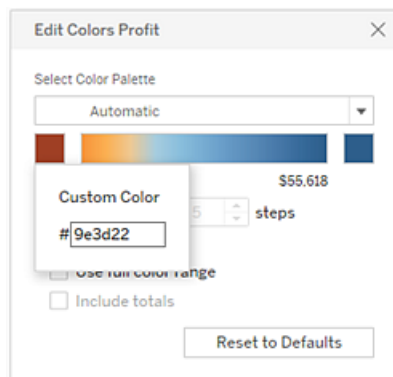 Edit Colors Profit
Select Color Palette
Automatic
$55,618
Custom Color
# 9e3d22
5 steps
Use full color range
Include totals
Reset to Defaults